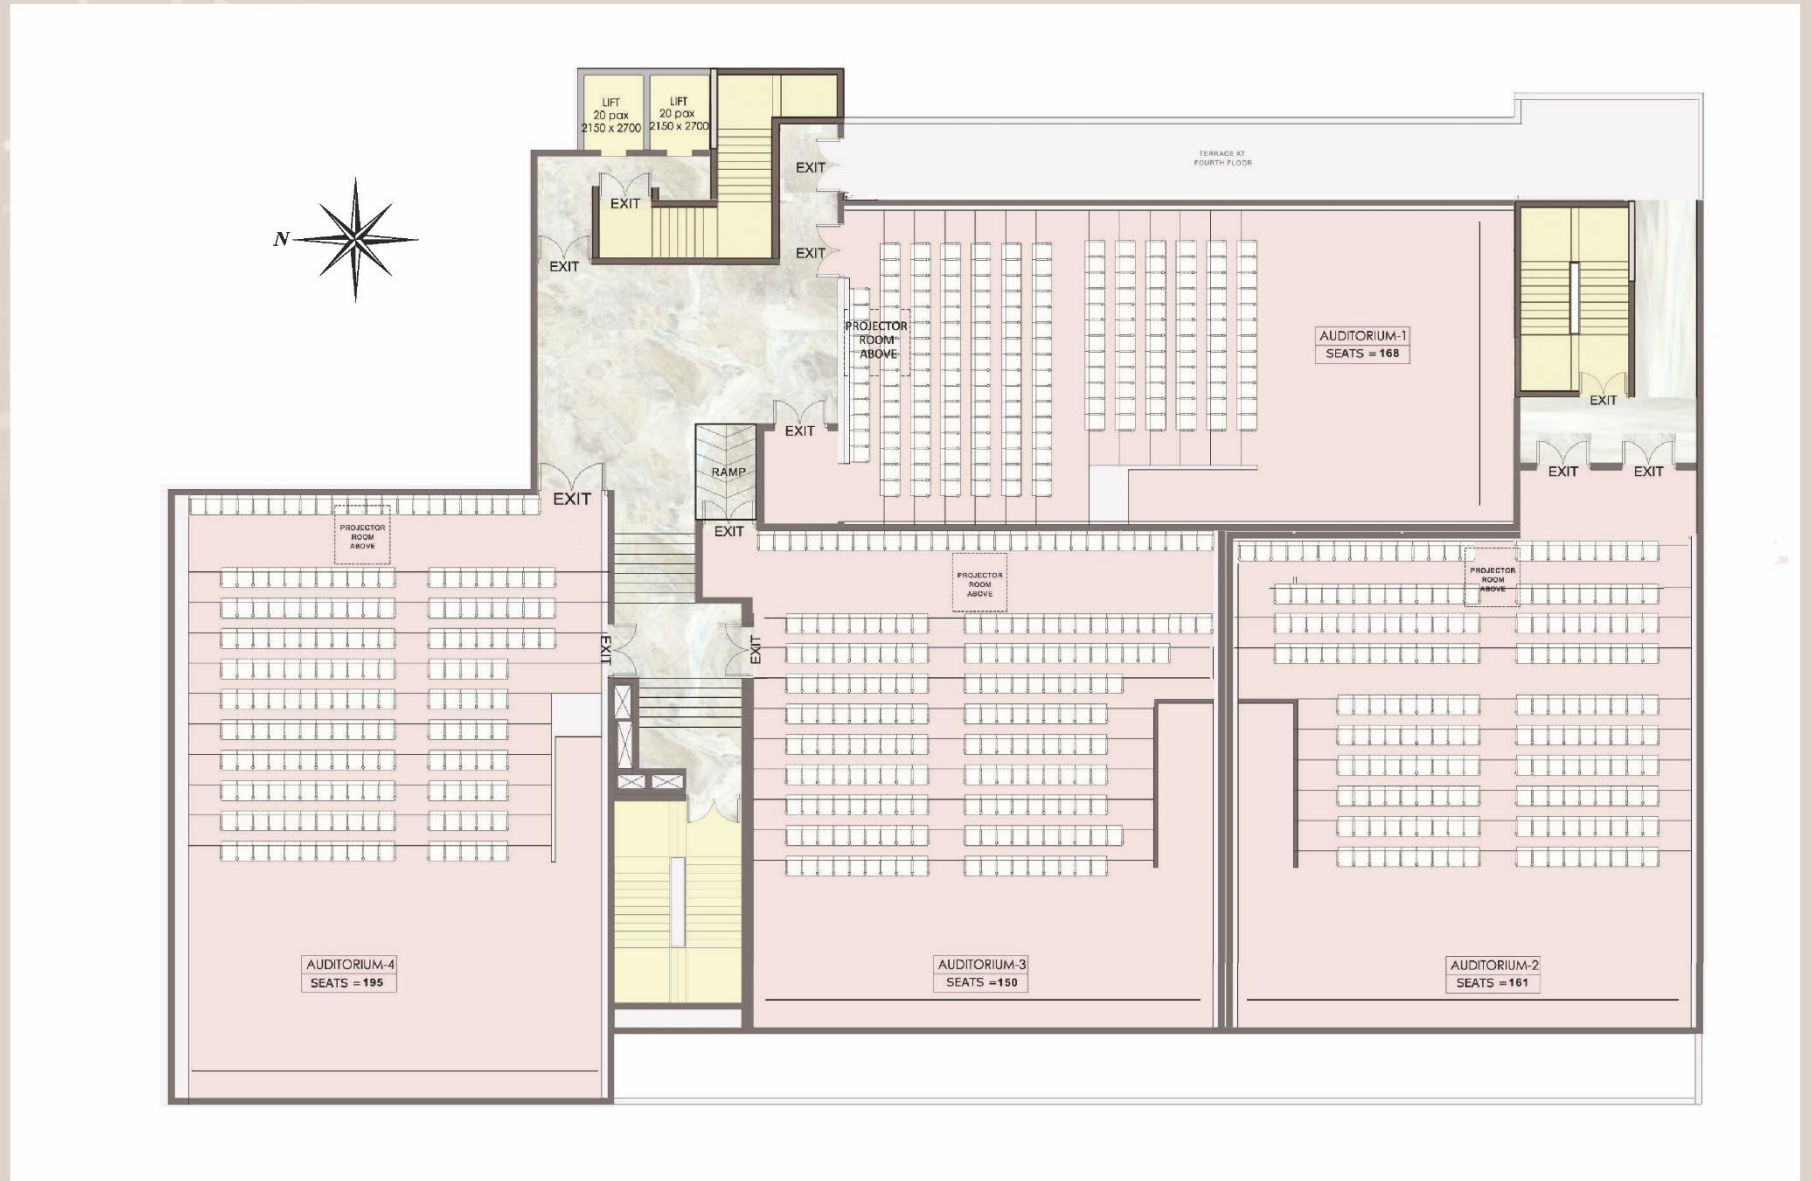 LIFT
20 pax
2150 x 2700
LIFT
20 pax
2150 x 2700
EXIT
EXIT
EXIT
EXIT
TERRACE AT
FOURTH FLOOR
N
PROJECTOR
ROOM
ABOVE
AUDITORIUM-1
SEATS = 168
EXIT
EXIT
EXIT
EXIT
RAMP
EXIT
EXIT
PROJECTOR
ROOM
ABOVE
PROJECTOR
ROOM
ABOVE
PROJECTOR
ROOM
ABOVE
EXIT
EXIT
AUDITORIUM-4
SEATS = 195
AUDITORIUM-3
SEATS =150
AUDITORIUM-2
SEATS =161